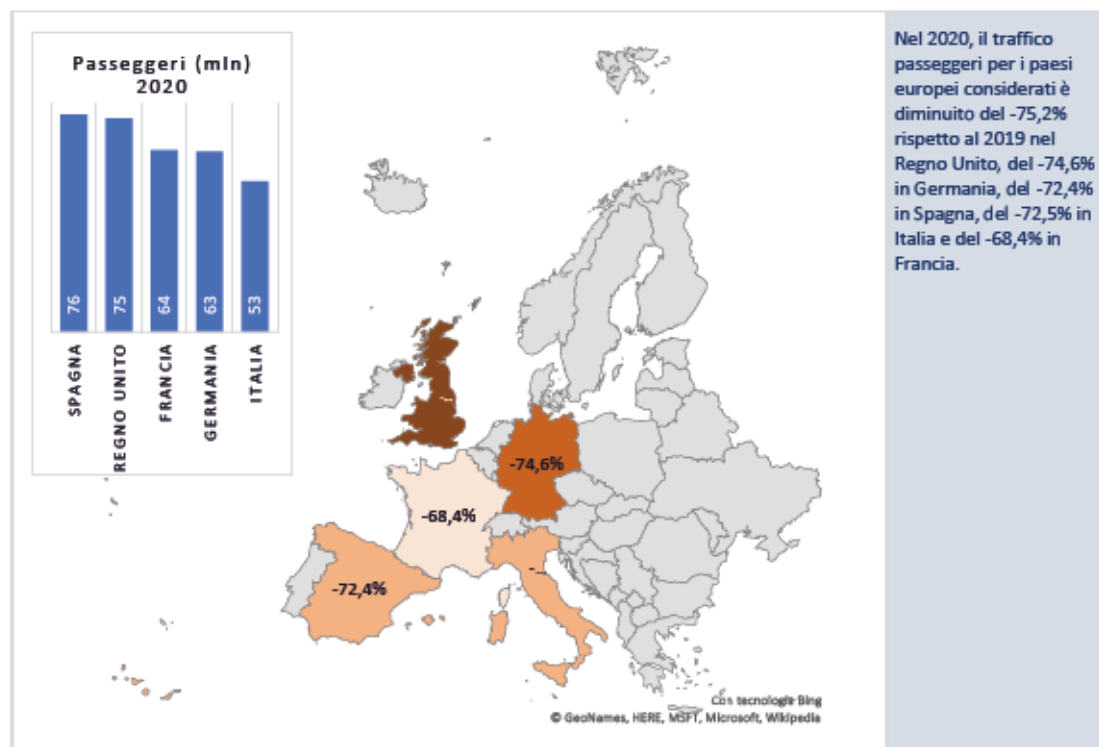 Passeggeri (mln)
2020
76
75
64
63
53
SPAGNA
REGNO UNITO
FRANCIA
GERMANIA
ITALIA
-74,6%
-68,4%
-72,4%
-...
Con tecnologia Bing
© GeoNames, HERE, MSFT, Microsoft, Wikipedia
Nel 2020, il traffico
passeggeri per i paesi
europei considerati è
diminuito del -75,2%
rispetto al 2019 nel
Regno Unito, del -74,6%
in Germania, del -72,4%
in Spagna, del -72,5% in
Italia e del -68,4% in
Francia.